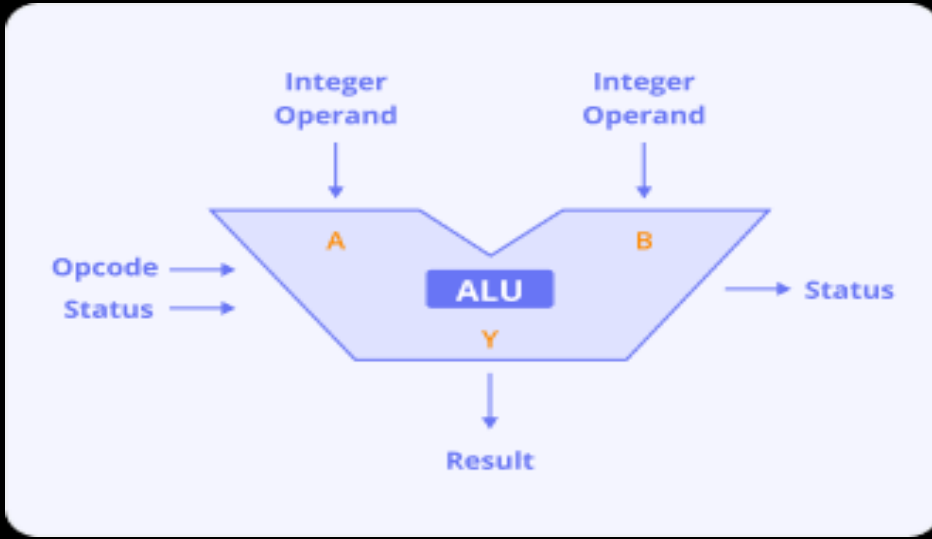 Integer
Operand
Integer
Operand
A
B
Opcode
Status
ALU
Status
Y
Result